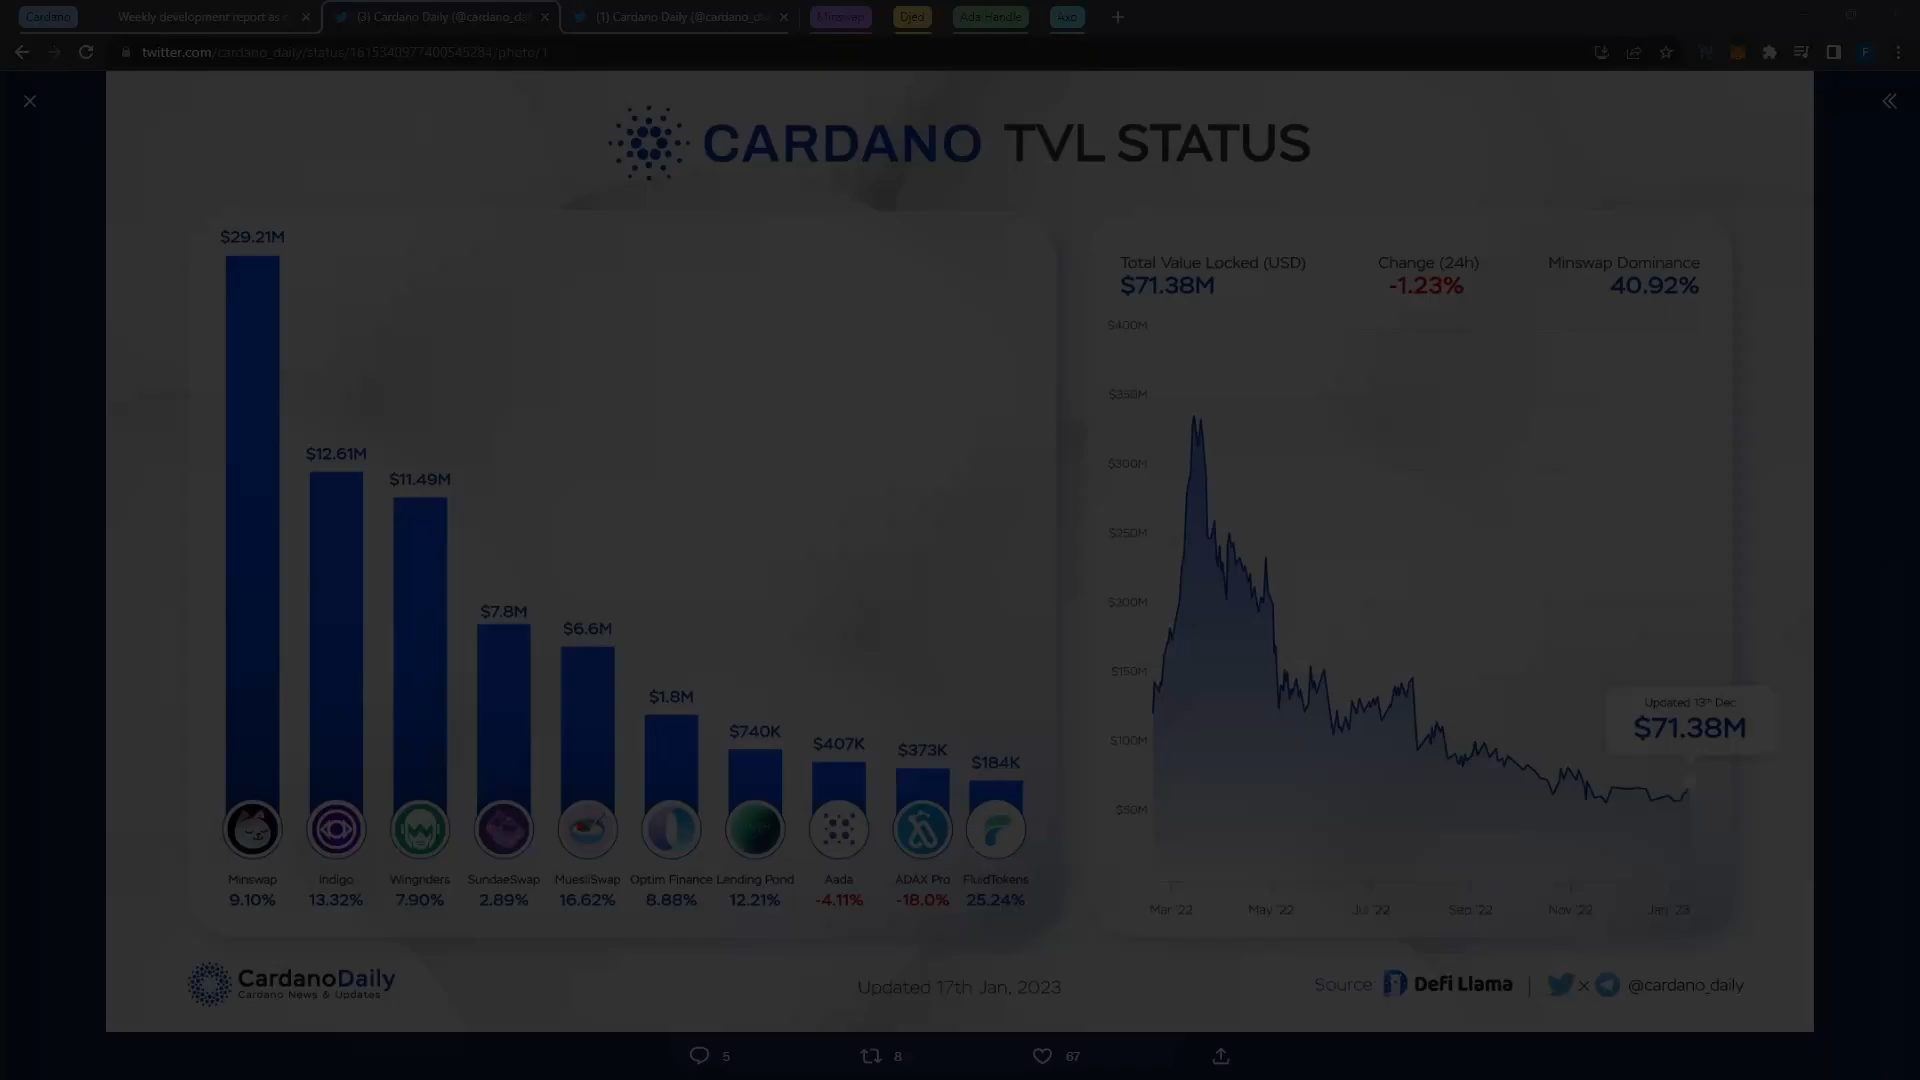 Cardano
Weekly development report as
(3) Cardano Daily (@cardano_dai
(1) Cardano Daily (@cardano_dai
Minswap
Djed
Ada Handle
Axo
twitter.com/cardano_daily/status/1615340977400545284/photo/1
CARDANO TVL STATUS
$29.21M
$12.61M
$11.49M
$7.8M
$6.6M
$1.8M
$740K
$407K
$373K
$184K
Minswap
Indigo
Wingriders
SundaeSwap
MuesliSwap
Optim Finance
Lending Pond
Aada
ADAX Pro
FluidTokens
9.10%
13.32%
7.90%
2.89%
16.62%
8.88%
12.21%
-4.11%
-18.0%
25.24%
Total Value Locked (USD)
$71.38M
Change (24h)
-1.23%
Minswap Dominance
40.92%
$400M
$350M
$300M
$250M
$200M
$150M
$100M
$50M
Updated 13th Dec
$71.38M
Mar '22
May '22
Jul '22
Sep '22
Nov '22
Jan '23
CardanoDaily
Cardano News & Updates
Updated 17th Jan, 2023
Source
Defi Llama
|
x
@cardano_daily
5
8
67